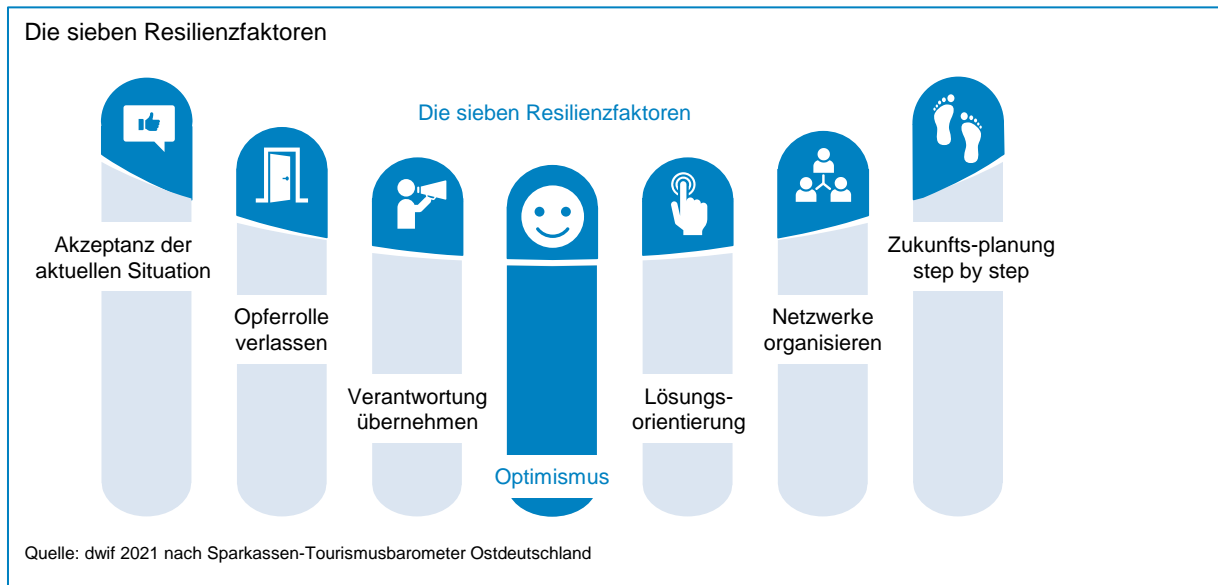 Die sieben Resilienzfaktoren
Die sieben Resilienzfaktoren
Akzeptanz der
aktuellen Situation
Opferrolle
verlassen
Verantwortung
übernehmen
Optimismus
Lösungs-
orientierung
Netzwerke
organisieren
Zukunfts-planung
step by step
Quelle: dwif 2021 nach Sparkassen-Tourismusbarometer Ostdeutschland